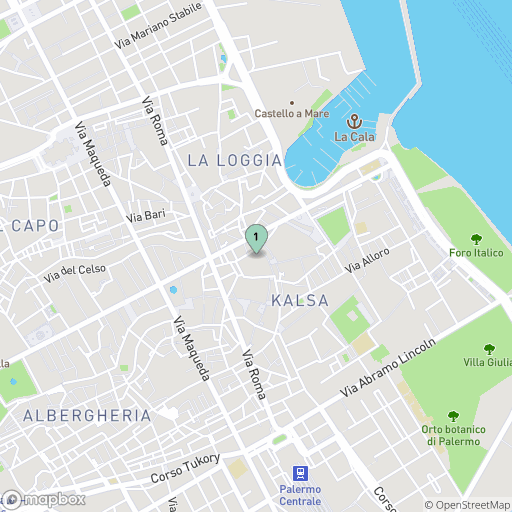 Via Mariano Stabile
Castello a Mare
La Cala
Via Roma
Via Maqueda
LA LOGGIA
Via Bari
L CAPO
Foro Italico
1
Via Alloro
Via del Celso
KALSA
Via Maqueda
Via Abramo Lincoln
Villa Giulia
Via Roma
ALBERGHERIA
Orto botanico
di Palermo
Corso Tukory
Palermo
Centrale
Corso
mapbox
© OpenStreetMap